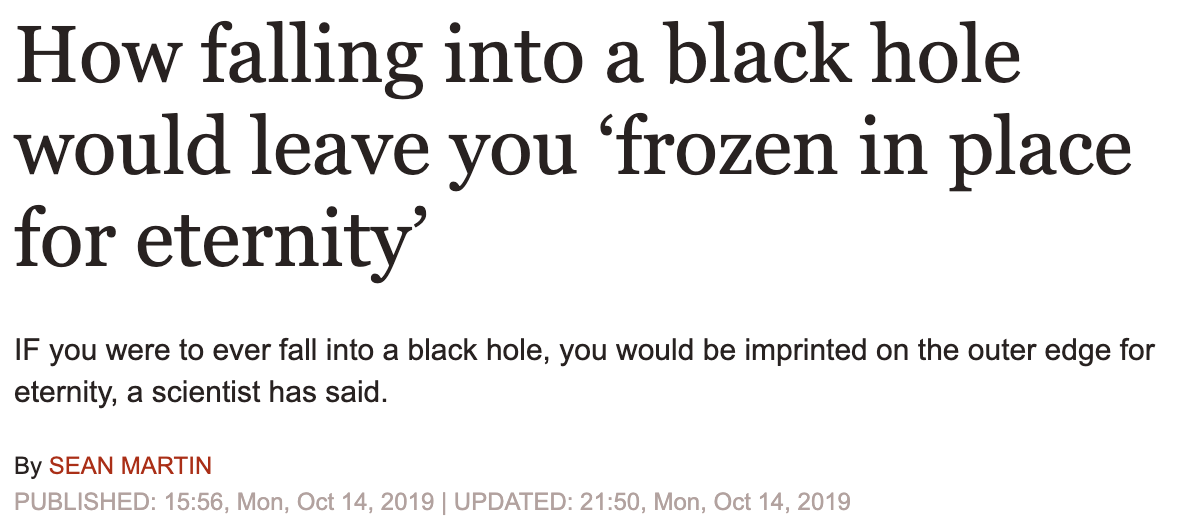 How falling into a black hole
would leave you ‘frozen in place
for eternity’
IF you were to ever fall into a black hole, you would be imprinted on the outer edge for
eternity, a scientist has said.
By SEAN MARTIN
PUBLISHED: 15:56, Mon, Oct 14, 2019 | UPDATED: 21:50, Mon, Oct 14, 2019